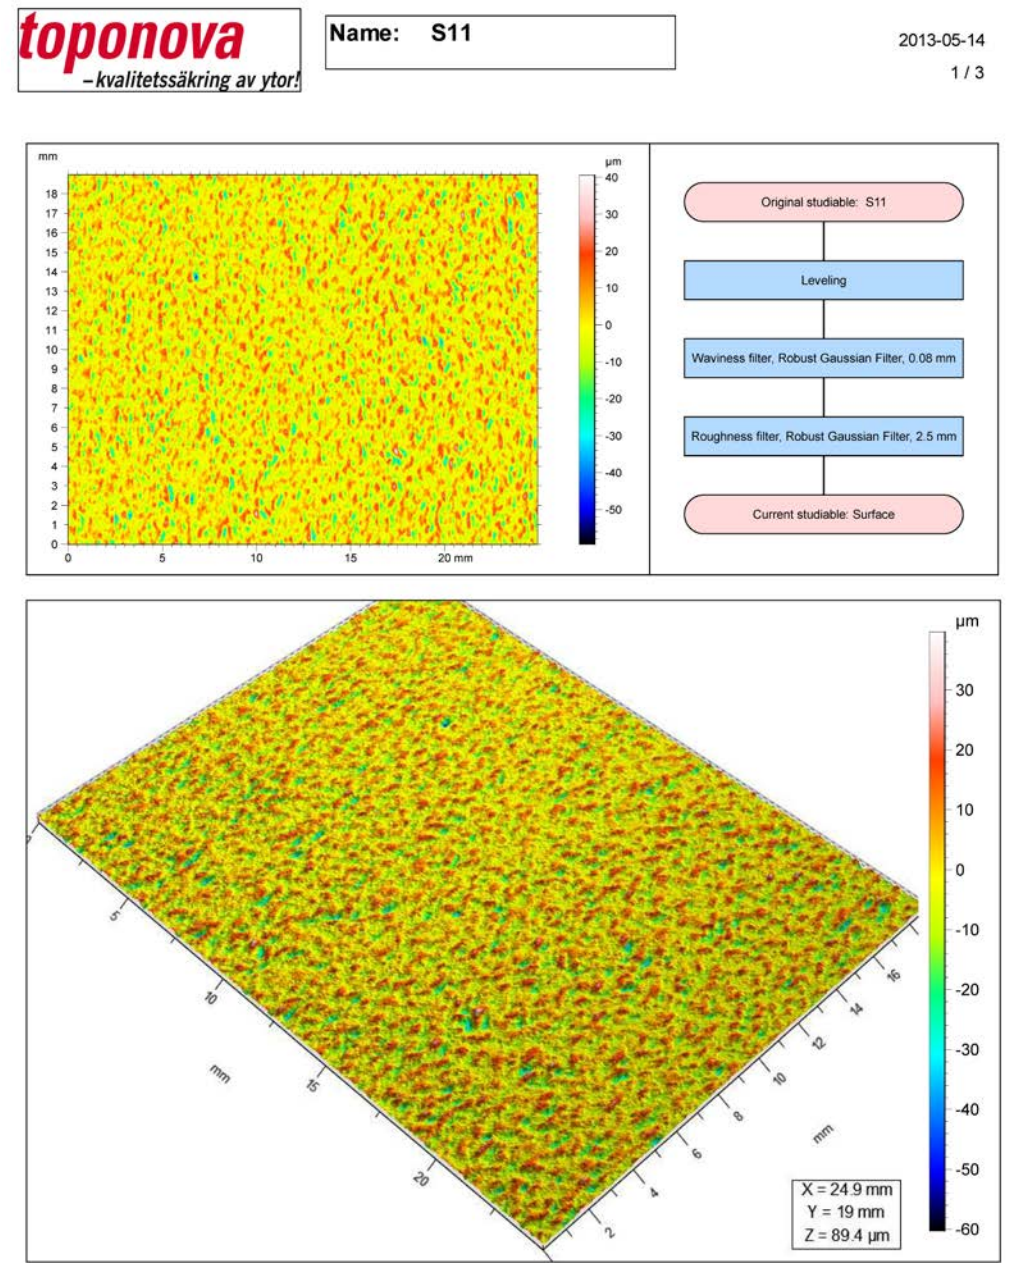 toponova
– kvalitetssäkring av ytor!
Name: S11
2013-05-14
1 / 3
mm
18
17
16
15
14
13
12
11
10
9
8
7
6
5
4
3
2
1
0
0 5 10 15 20 mm
µm
40
30
20
10
0
-10
-20
-30
-40
-50
Original studiable: S11
Leveling
Waviness filter, Robust Gaussian Filter, 0.08 mm
Roughness filter, Robust Gaussian Filter, 2.5 mm
Current studiable: Surface
5
10
15
20
mm
2
4
6
8
10
12
14
16
mm
µm
30
20
10
0
-10
-20
-30
-40
-50
-60
X = 24.9 mm
Y = 19 mm
Z = 89.4 µm